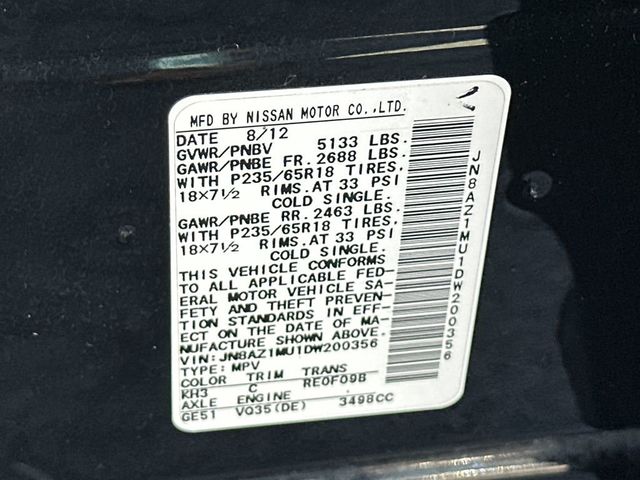 MFD BY NISSAN MOTOR CO.,LTD.
DATE 8/12
GVWR/PNBV 5133 LBS.
GAWR/PNBE FR. 2688 LBS.
WITH P235/65R18 TIRES,
18×7½ RIMS.AT 33 PSI
COLD SINGLE.
GAWR/PNBE RR. 2463 LBS.
WITH P235/65R18 TIRES,
18×7½ RIMS.AT 33 PSI
COLD SINGLE.
THIS VEHICLE CONFORMS
TO ALL APPLICABLE FED-
ERAL MOTOR VEHICLE SA-
FETY AND THEFT PREVEN-
TION STANDARDS IN EFF-
ECT ON THE DATE OF MA-
NUFACTURE SHOWN ABOVE.
VIN: JN8AZ1MU1DW200356
TYPE: MPV
COLOR TRIM TRANS
KH3 C RE0F09B
AXLE ENGINE
GE51 VQ35(DE) 3498CC
JN8AZ1MU1DW200356